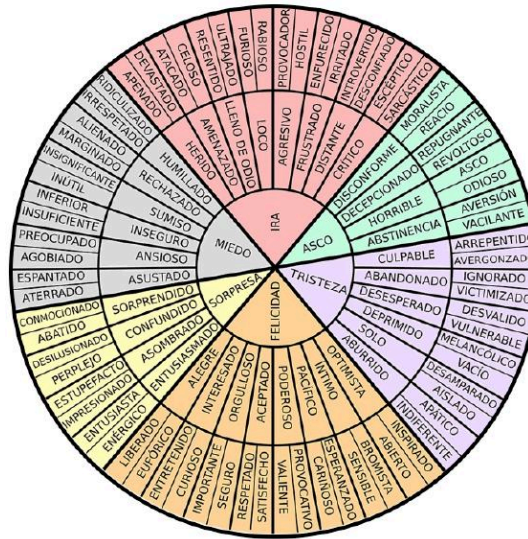 IRA
HERIDO
AMENAZADO
LLENO DE ODIO
LOCO
AGRESIVO
FRUSTRADO
DISTANTE
CRÍTICO
APENADO
DEVASTADO
ATACADO
CELOSO
RESENTIDO
ULTRAJADO
FURIOSO
RABIOSO
PROVOCADOR
HOSTIL
ENFURECIDO
IRRITADO
INTROVERTIDO
DESCONFIADO
ESCÉPTICO
SARCÁSTICO
ASCO
DISCONFORME
DECEPCIONADO
HORRIBLE
ABSTINENCIA
MORALISTA
REACIO
REPUGNANTE
REVOLTOSO
ASCO
ODIOSO
AVERSIÓN
VACILANTE
TRISTEZA
CULPABLE
ABANDONADO
DESESPERADO
DEPRIMIDO
SOLO
ABURRIDO
ARREPENTIDO
AVERGONZADO
IGNORADO
VICTIMIZADO
DESVALIDO
VULNERABLE
MELANCÓLICO
VACÍO
DESAMPARADO
AISLADO
APÁTICO
INDIFERENTE
FELICIDAD
OPTIMISTA
ÍNTIMO
PACÍFICO
PODEROSO
ACEPTADO
ORGULLOSO
INTERESADO
ALEGRE
INSPIRADO
ABIERTO
BROMISTA
SENSIBLE
ESPERANZADO
CARIÑOSO
PROVOCATIVO
VALIENTE
SATISFECHO
RESPETADO
SEGURO
IMPORTANTE
CURIOSO
ENTRETENIDO
EUFÓRICO
LIBERADO
SORPRESA
ENTUSIASMADO
ASOMBRADO
CONFUNDIDO
SORPRENDIDO
ENÉRGICO
ENTUSIASTA
IMPRESIONADO
ESTUPEFACTO
PERPLEJO
DESILUSIONADO
ABATIDO
CONMOCIONADO
MIEDO
ASUSTADO
ANSIOSO
INSEGURO
SUMISO
RECHAZADO
HUMILLADO
ATERRADO
ESPANTADO
AGOBIADO
PREOCUPADO
INSUFICIENTE
INFERIOR
INÚTIL
INSIGNIFICANTE
MARGINADO
ALIENADO
IRRESPETADO
RIDICULIZADO